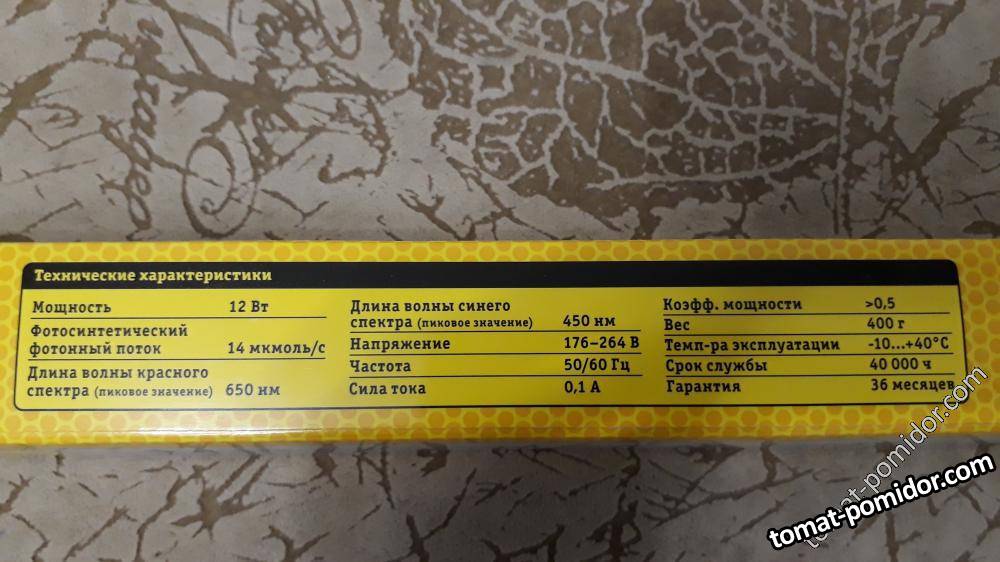 Технические характеристики
Мощность 12 Вт
Фотосинтетический
фотонный поток 14 мкмоль/с
Длина волны красного
спектра (пиковое значение) 650 нм
Длина волны синего
спектра (пиковое значение) 450 нм
Напряжение 176–264 В
Частота 50/60 Гц
Сила тока 0,1 А
Коэфф. мощности >0,5
Вес 400 г
Темп-ра эксплуатации -10...+40°C
Срок службы 40 000 ч
Гарантия 36 месяцев
tomat-pomidor.com
tomat-pomidor.com